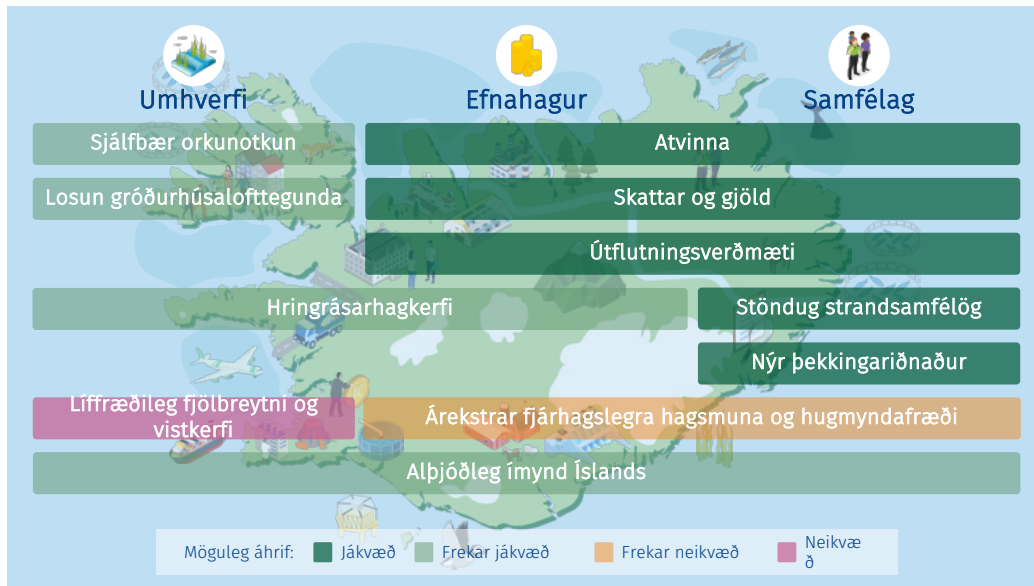 Umhverfi
Efnahagur
Samfélag
Sjálfbær orkunotkun
Atvinna
Losun gróðurhúsalofttegunda
Skattar og gjöld
Útflutningsverðmæti
Hringrásarhagkerfi
Stöndug strandsamfélög
Nýr þekkingariðnaður
Líffræðileg fjölbreytni og
vistkerfi
Árekstrar fjárhagslegra hagsmuna og hugmyndafræði
Alþjóðleg ímynd Íslands
Möguleg áhrif:
Jákvæð
Frekar jákvæð
Frekar neikvæð
Neikvæ
ð